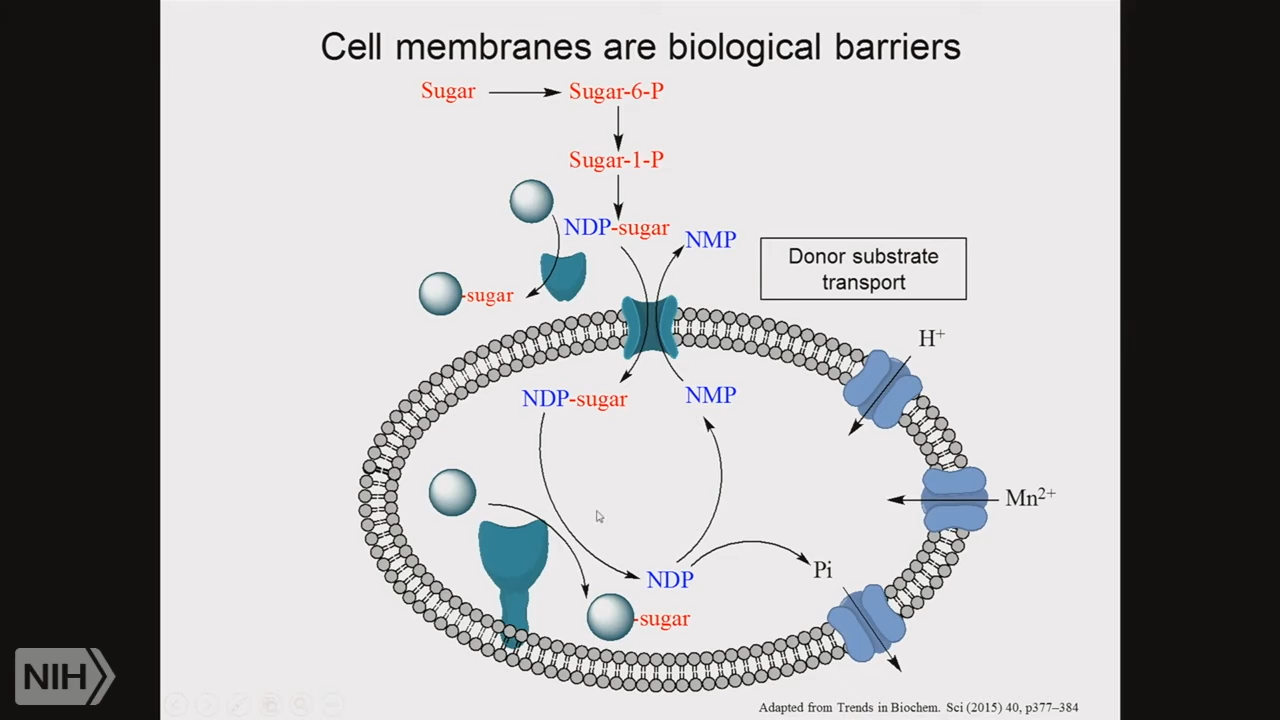 Cell membranes are biological barriers
Sugar
Sugar-6-P
Sugar-1-P
NDP-sugar
NMP
Donor substrate
transport
-sugar
H+
NDP-sugar
NMP
Mn2+
NDP
Pi
-sugar
NIH
Adapted from Trends in Biochem. Sci (2015) 40, p377–384